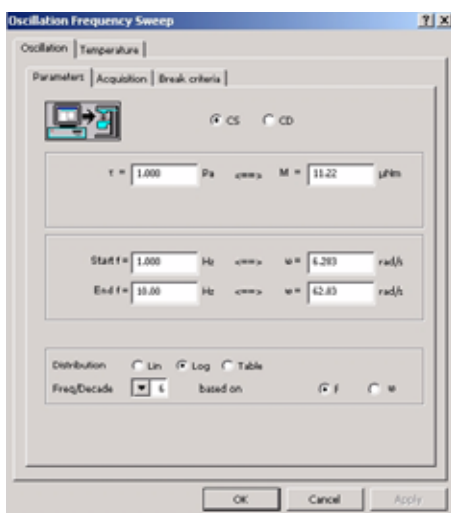 Oscillation Frequency Sweep
Oscillation Temperature
Parameters Acquisition Break criteria
CS CD
τ = 1.000 Pa <==> M = 11.22 µNm
Start f = 1.000 Hz <==> w = 6.283 rad/s
End f = 10.00 Hz <==> w = 62.83 rad/s
Distribution Lin Log Table
Freq/Decade 6 based on F w
OK Cancel Apply